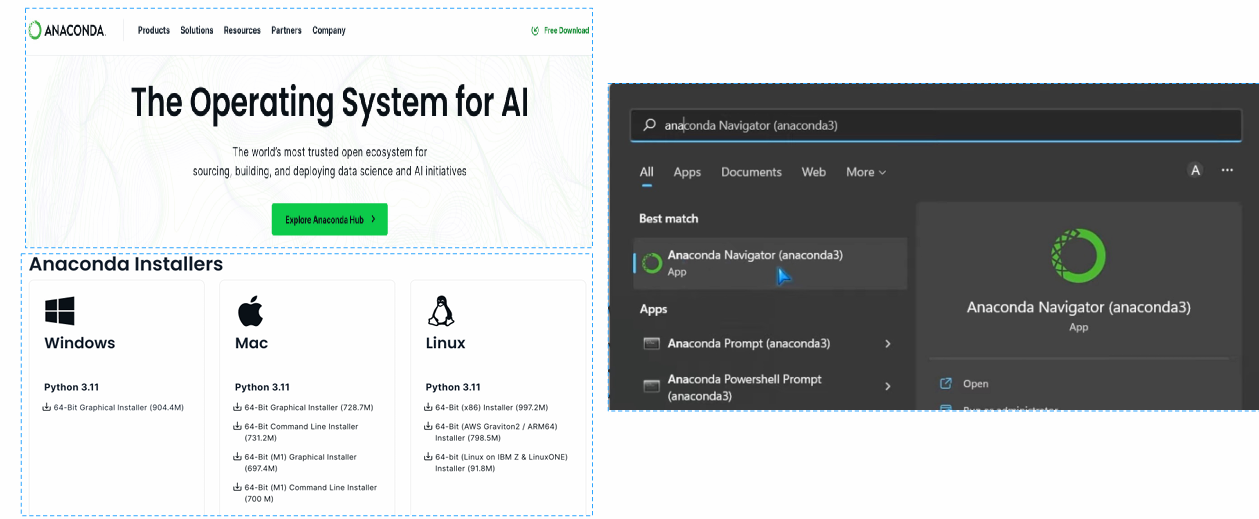 ANACONDA.
Products Solutions Resources Partners Company
Free Download
The Operating System for AI
The world's most trusted open ecosystem for
sourcing, building, and deploying data science and AI initiatives
Explore Anaconda Hub
Anaconda Installers
Windows
Python 3.11
64-Bit Graphical Installer (904.4M)
Mac
Python 3.11
64-Bit Graphical Installer (728.7M)
64-Bit Command Line Installer
(731.2M)
64-Bit (M1) Graphical Installer
(697.4M)
64-Bit (M1) Command Line Installer
(700 M)
Linux
Python 3.11
64-Bit (x86) Installer (997.2M)
64-Bit (AWS Graviton2 / ARM64)
Installer (798.5M)
64-bit (Linux on IBM Z & LinuxONE)
Installer (91.8M)
anaconda Navigator (anaconda3)
All Apps Documents Web More
A
Best match
Anaconda Navigator (anaconda3)
App
Apps
Anaconda Prompt (anaconda3)
Anaconda Powershell Prompt
(anaconda3)
Anaconda Navigator (anaconda3)
App
Open